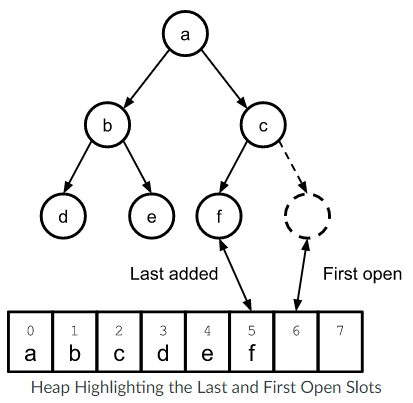 a
b
c
d
e
f
Last added
First open
0 1 2 3 4 5 6 7
a b c d e f
Heap Highlighting the Last and First Open Slots